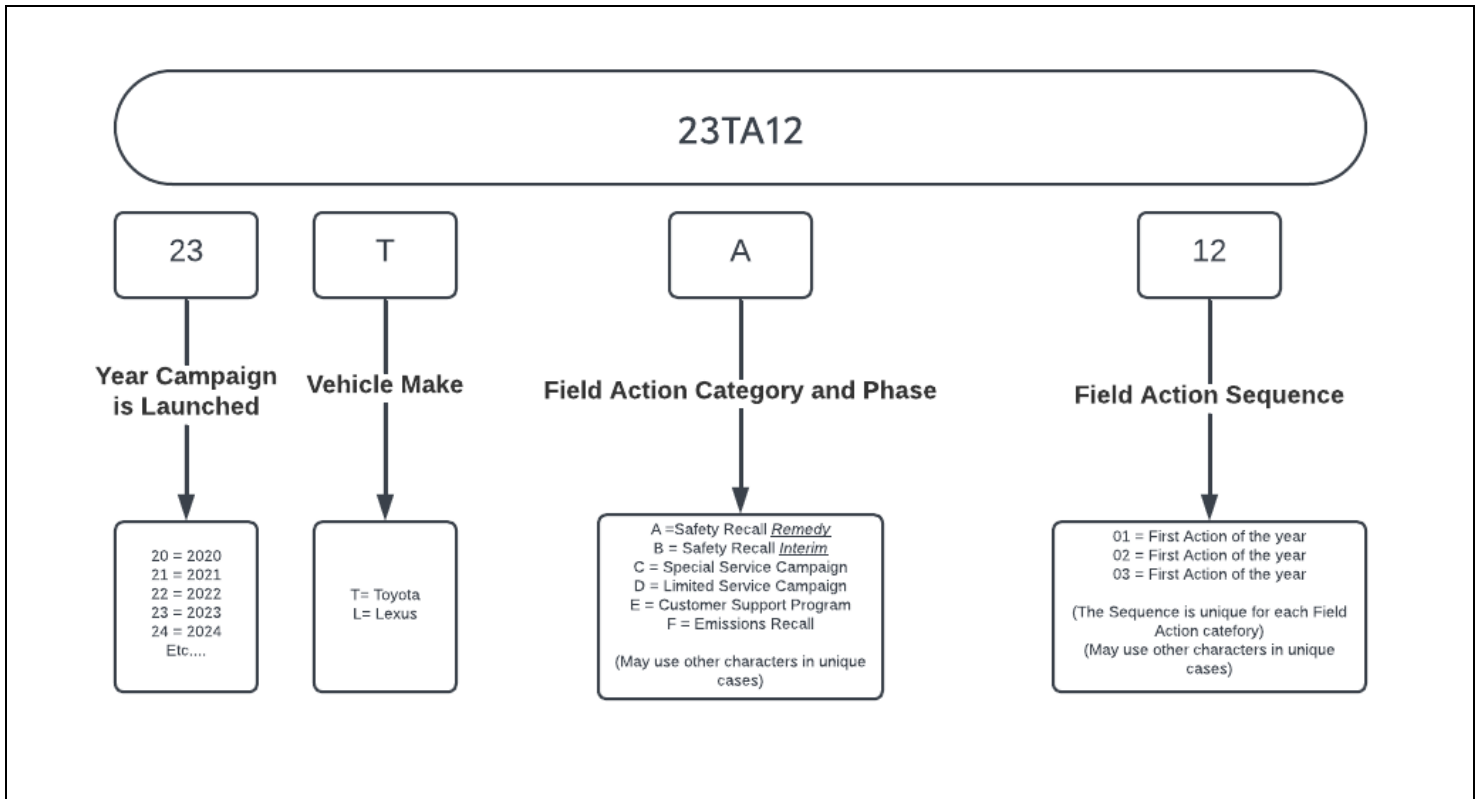 23TA12
23
T
A
12
Year Campaign
is Launched
Vehicle Make
Field Action Category and Phase
Field Action Sequence
20 = 2020
21 = 2021
22 = 2022
23 = 2023
24 = 2024
Etc....
T= Toyota
L= Lexus
A =Safety Recall Remedy
B = Safety Recall Interim
C = Special Service Campaign
D = Limited Service Campaign
E = Customer Support Program
F = Emissions Recall
(May use other characters in unique
cases)
01 = First Action of the year
02 = First Action of the year
03 = First Action of the year
(The Sequence is unique for each Field
Action catefory)
(May use other characters in unique
cases)